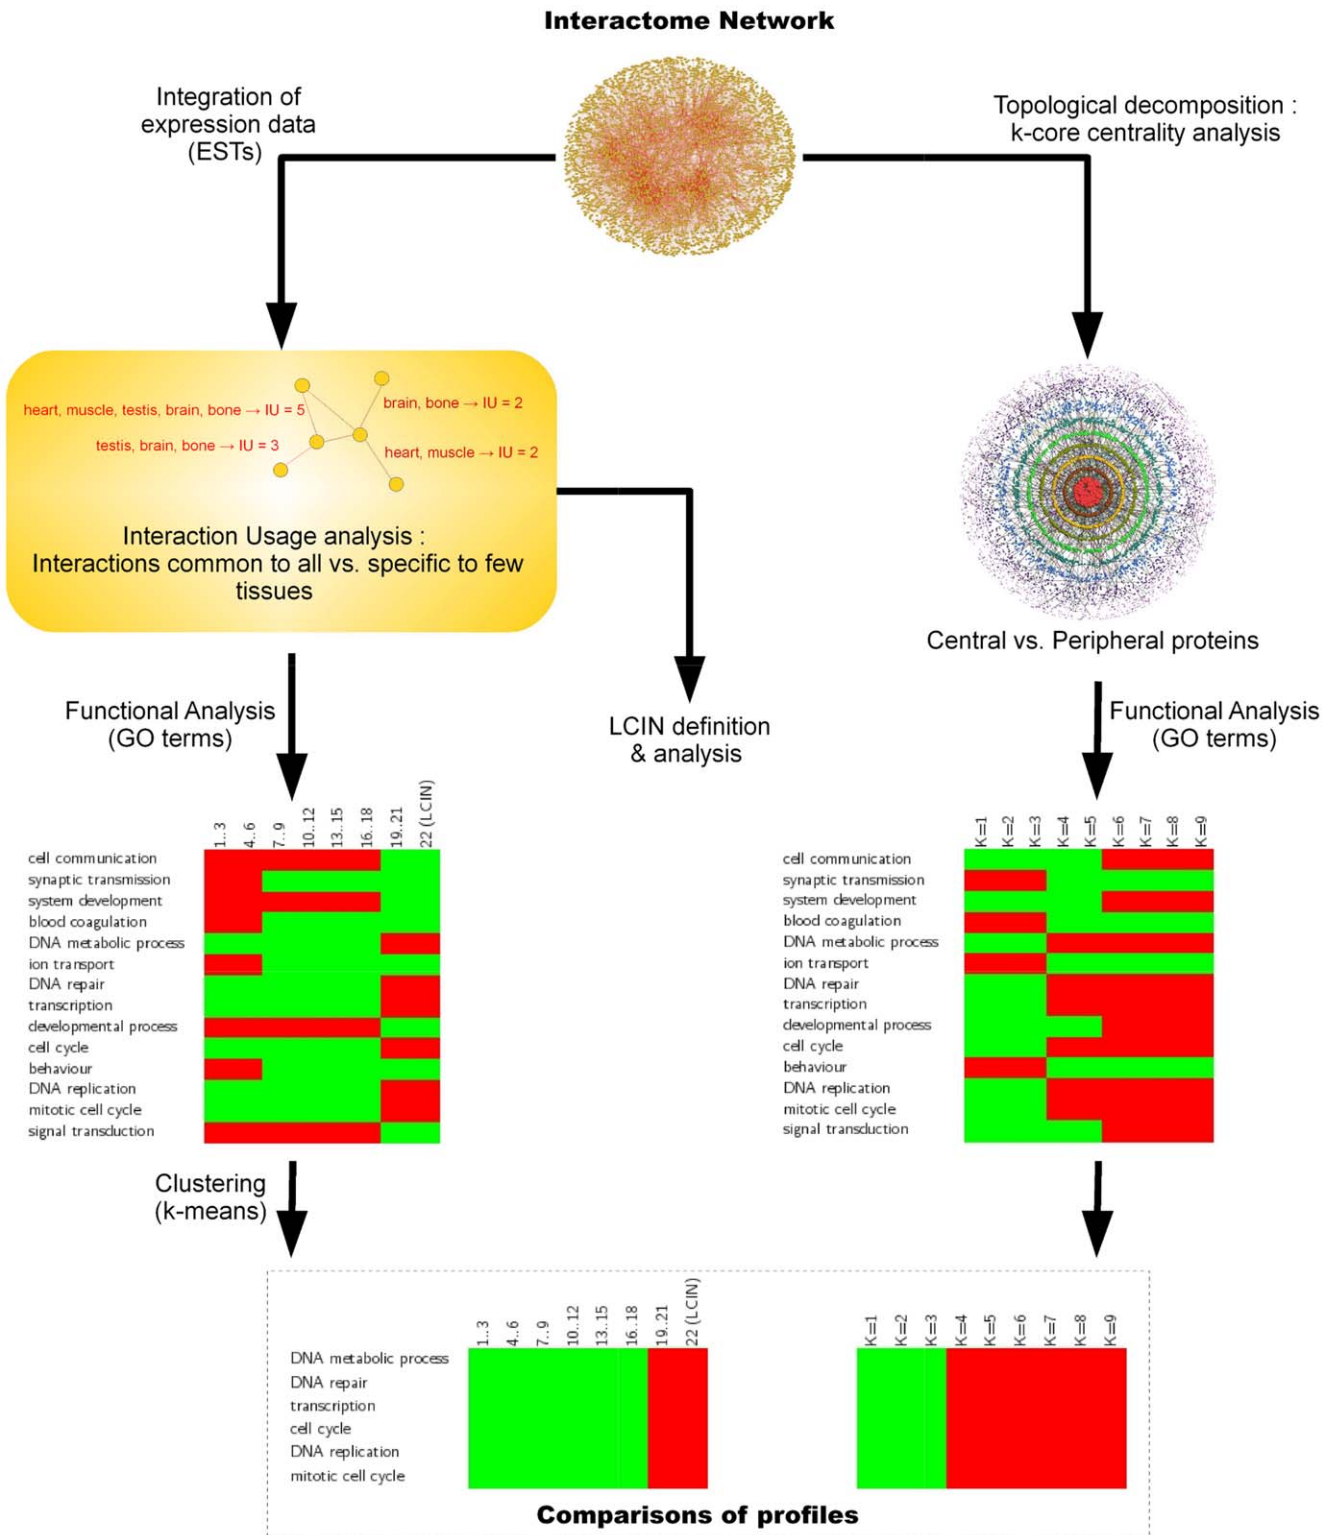 Interactome Network
Integration of
expression data
(ESTs)
Topological decomposition :
k-core centrality analysis
heart, muscle, testis, brain, bone → IU = 5
brain, bone → IU = 2
testis, brain, bone → IU = 3
heart, muscle → IU = 2
Interaction Usage analysis :
Interactions common to all vs. specific to few
tissues
Central vs. Peripheral proteins
Functional Analysis
(GO terms)
LCIN definition
& analysis
Functional Analysis
(GO terms)
1..3
4..6
7..9
10..12
13..15
16..18
19..21
22 (LCIN)
cell communication
synaptic transmission
system development
blood coagulation
DNA metabolic process
ion transport
DNA repair
transcription
developmental process
cell cycle
behaviour
DNA replication
mitotic cell cycle
signal transduction
K=1
K=2
K=3
K=4
K=5
K=6
K=7
K=8
K=9
cell communication
synaptic transmission
system development
blood coagulation
DNA metabolic process
ion transport
DNA repair
transcription
developmental process
cell cycle
behaviour
DNA replication
mitotic cell cycle
signal transduction
Clustering
(k-means)
1..3
4..6
7..9
10..12
13..15
16..18
19..21
22 (LCIN)
K=1
K=2
K=3
K=4
K=5
K=6
K=7
K=8
K=9
DNA metabolic process
DNA repair
transcription
cell cycle
DNA replication
mitotic cell cycle
Comparisons of profiles